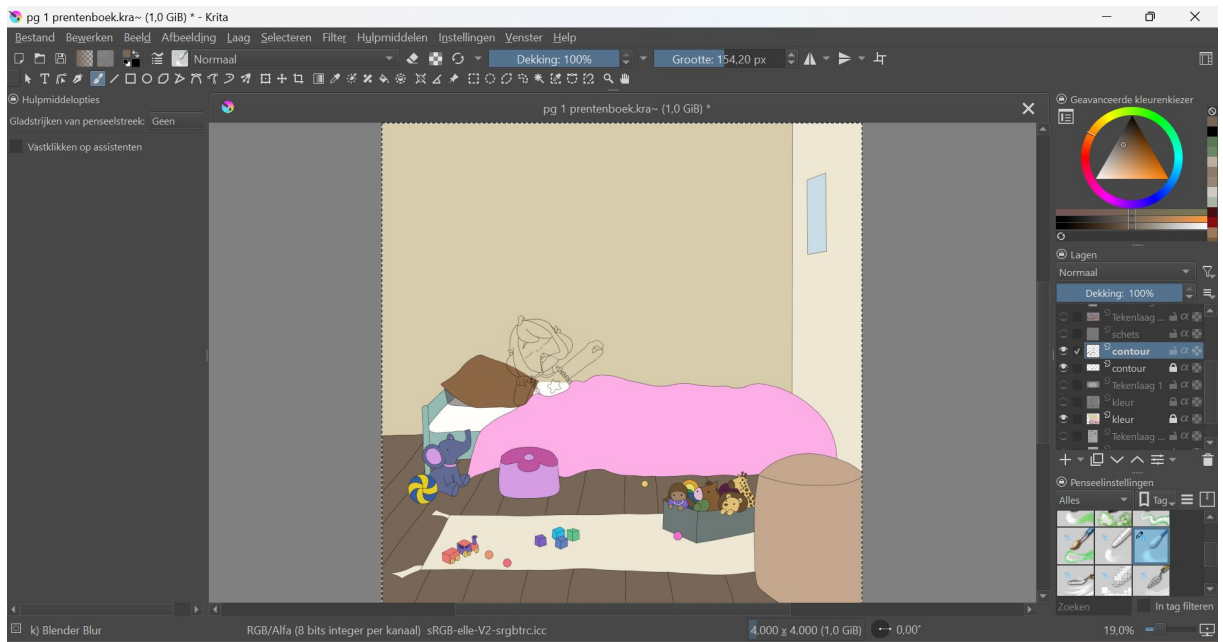 pg 1 prentenboek.kra~ (1,0 GiB) * - Krita
Bestand Bewerken Beeld Afbeelding Laag Selecteren Filter Hulpmiddelen Instellingen Venster Help
Normaal Dekking: 100% Grootte: 154,20 px
Hulpmiddelopties
Gladstrijken van penseelstreek: Geen
Vastklikken op assistenten
pg 1 prentenboek.kra~ (1,0 GiB) *
Geavanceerde kleurenkiezer
Lagen
Normaal
Dekking: 100%
Tekenlaag ...
schets
contour
contour
Tekenlaag 1
kleur
kleur
Tekenlaag ...
Penseelinstellingen
Alles Tag
Zoeken In tag filteren
k) Blender Blur RGB/Alfa (8 bits integer per kanaal) sRGB-elle-V2-srgbtrc.icc 4.000 x 4.000 (1,0 GiB) 0,00° 19,0%